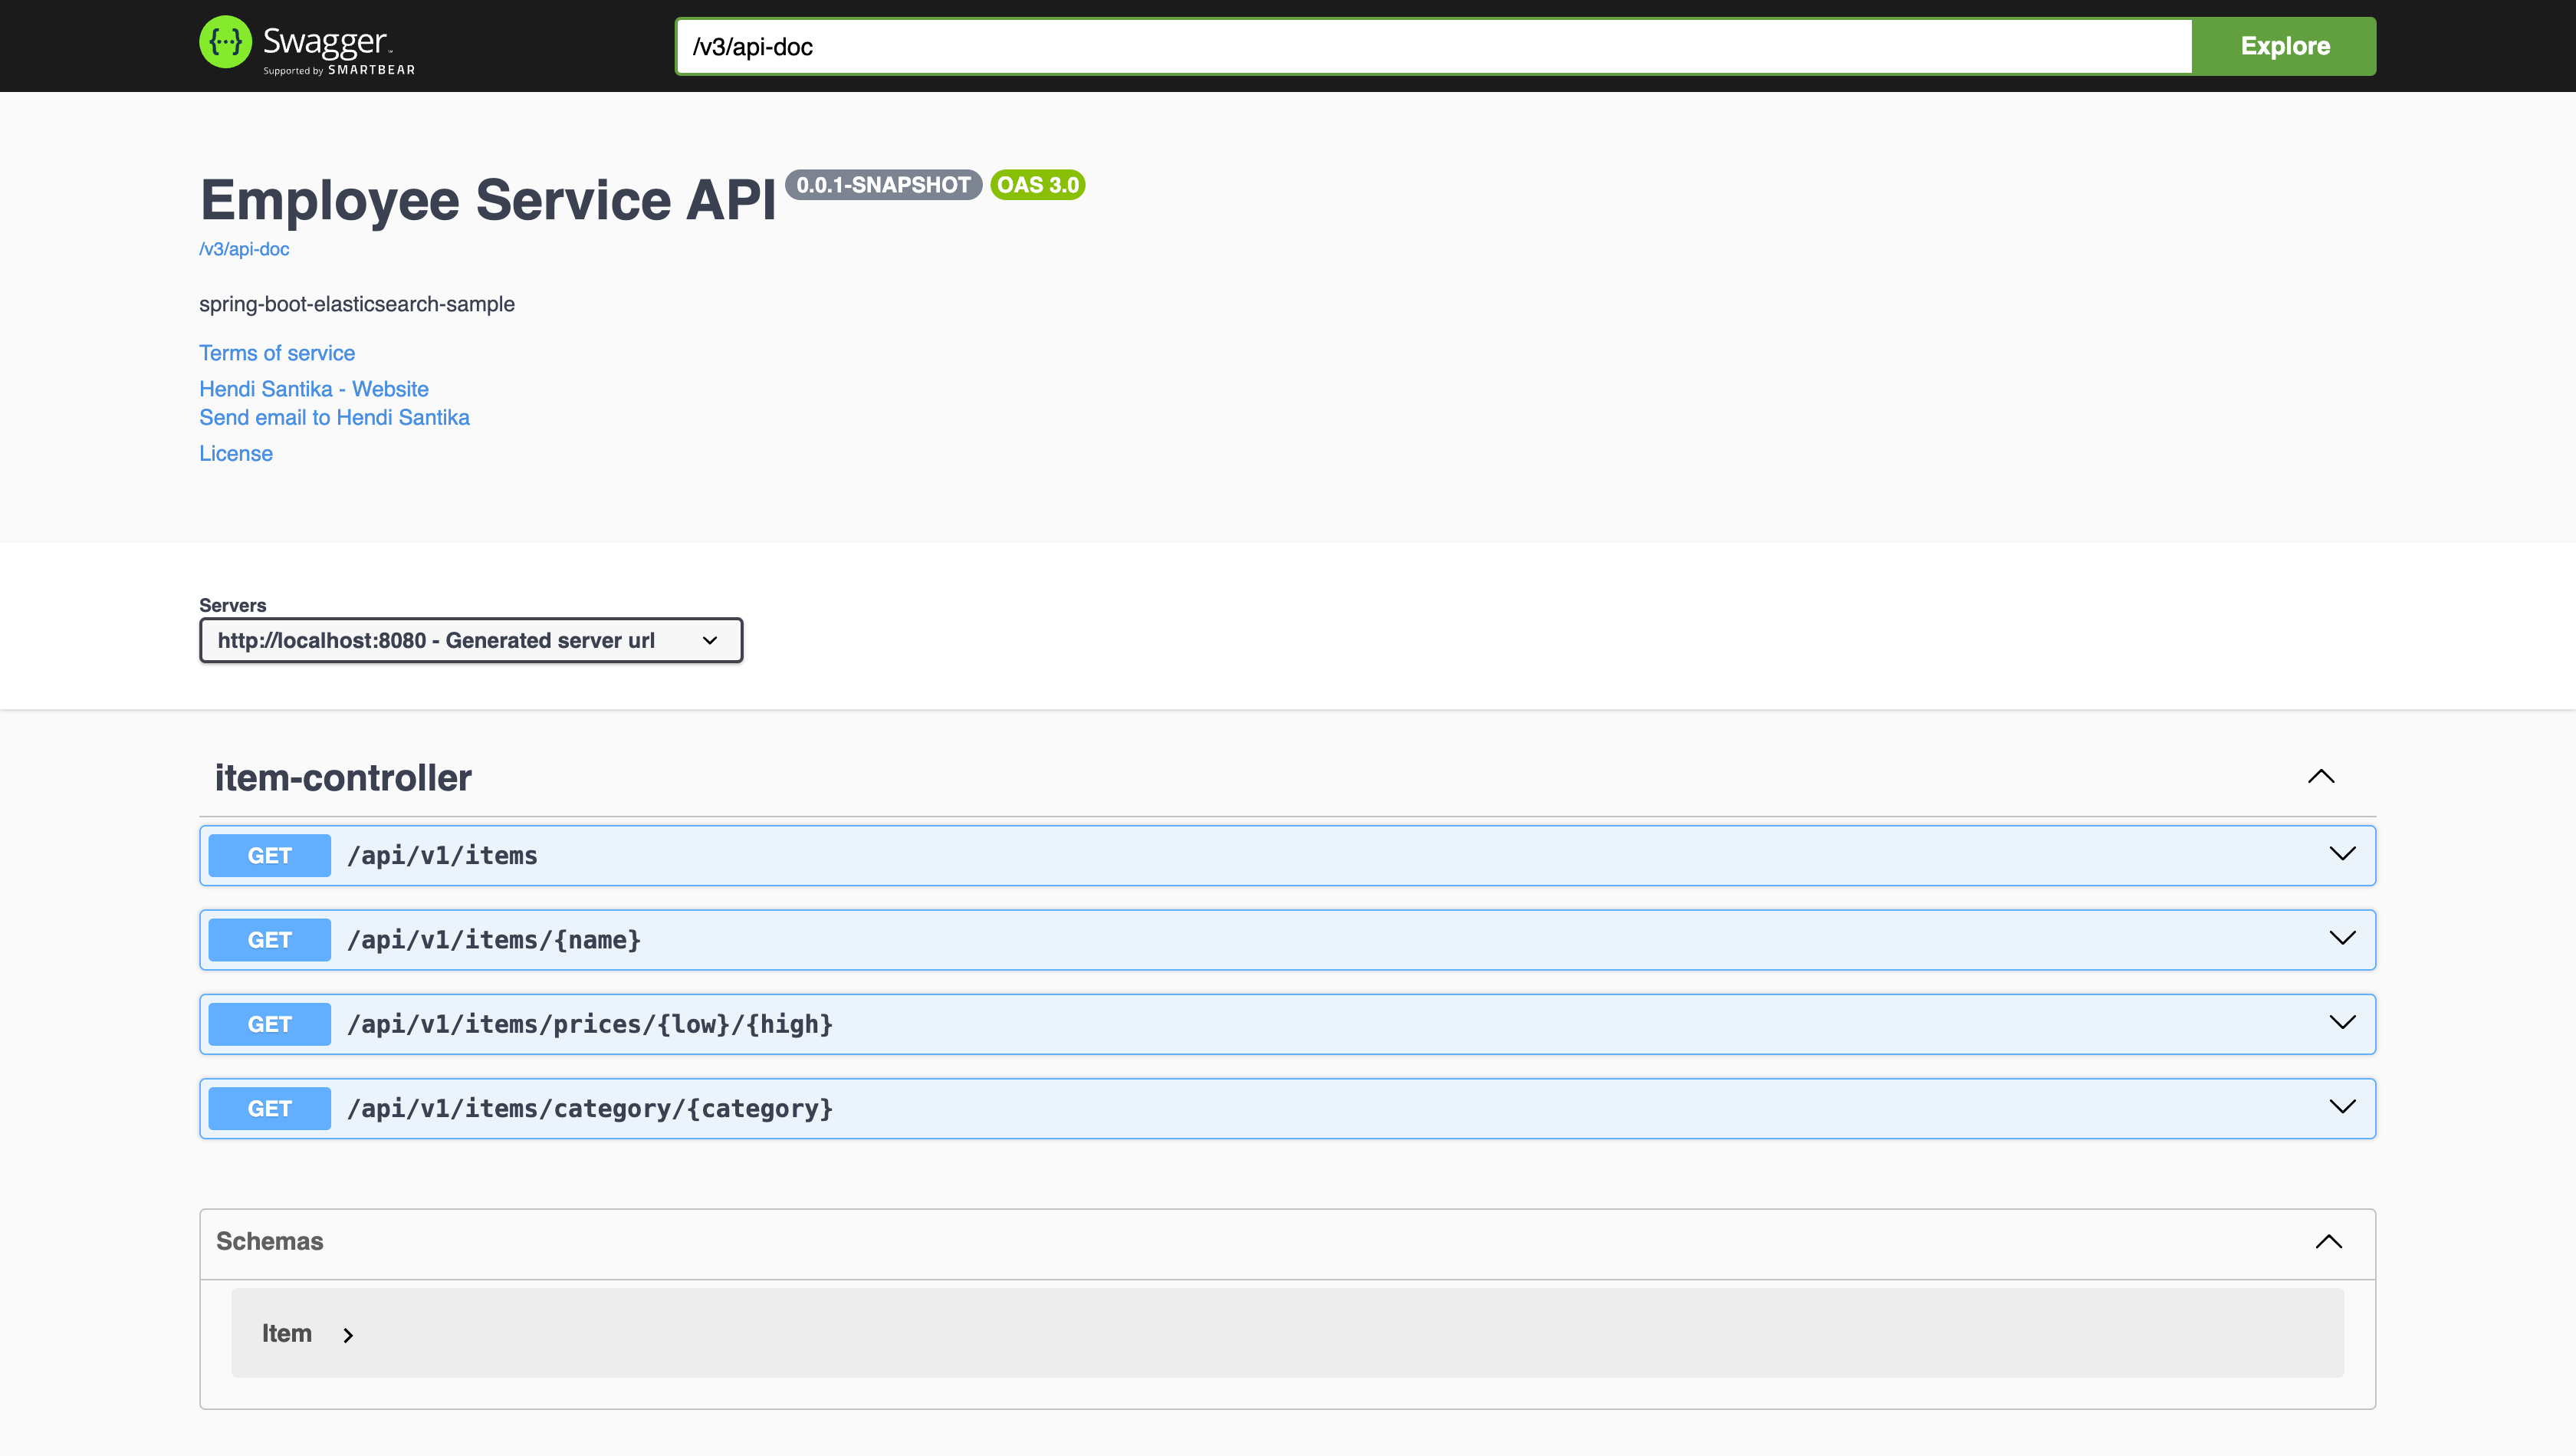 {···} Swagger™
Supported by SMARTBEAR
/v3/api-doc
Explore
Employee Service API 0.0.1-SNAPSHOT OAS 3.0
/v3/api-doc
spring-boot-elasticsearch-sample
Terms of service
Hendi Santika - Website
Send email to Hendi Santika
License
Servers
http://localhost:8080 - Generated server url
item-controller
GET /api/v1/items
GET /api/v1/items/{name}
GET /api/v1/items/prices/{low}/{high}
GET /api/v1/items/category/{category}
Schemas
Item